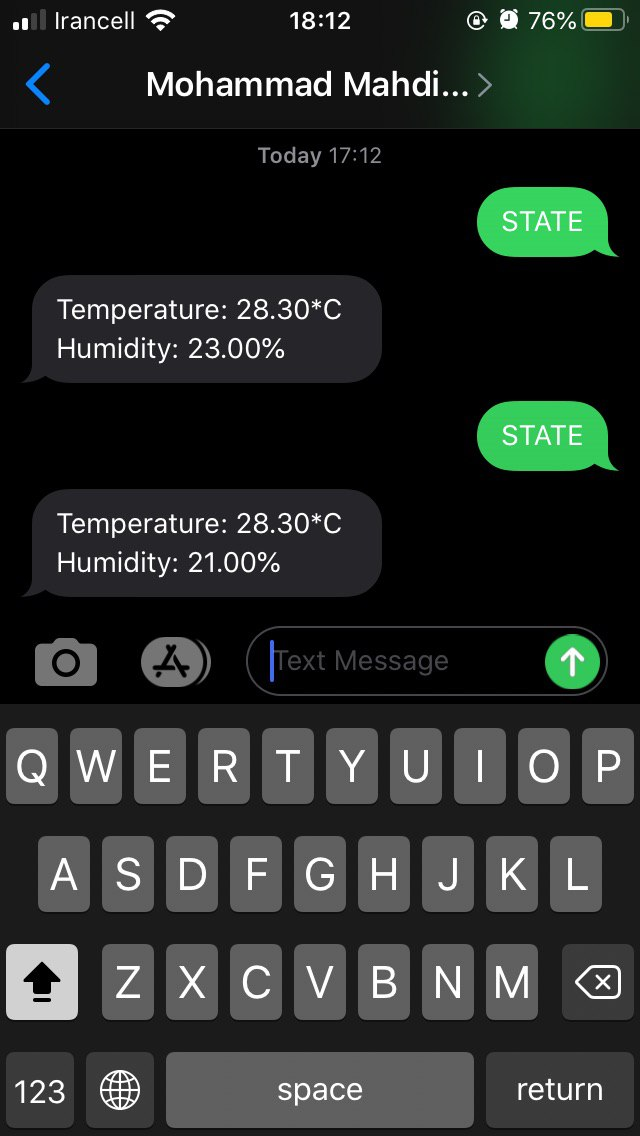 Irancell 18:12 76%
Mohammad Mahdi...
Today 17:12
STATE
Temperature: 28.30*C
Humidity: 23.00%
STATE
Temperature: 28.30*C
Humidity: 21.00%
Text Message
Q W E R T Y U I O P
A S D F G H J K L
Z X C V B N M
123 space return